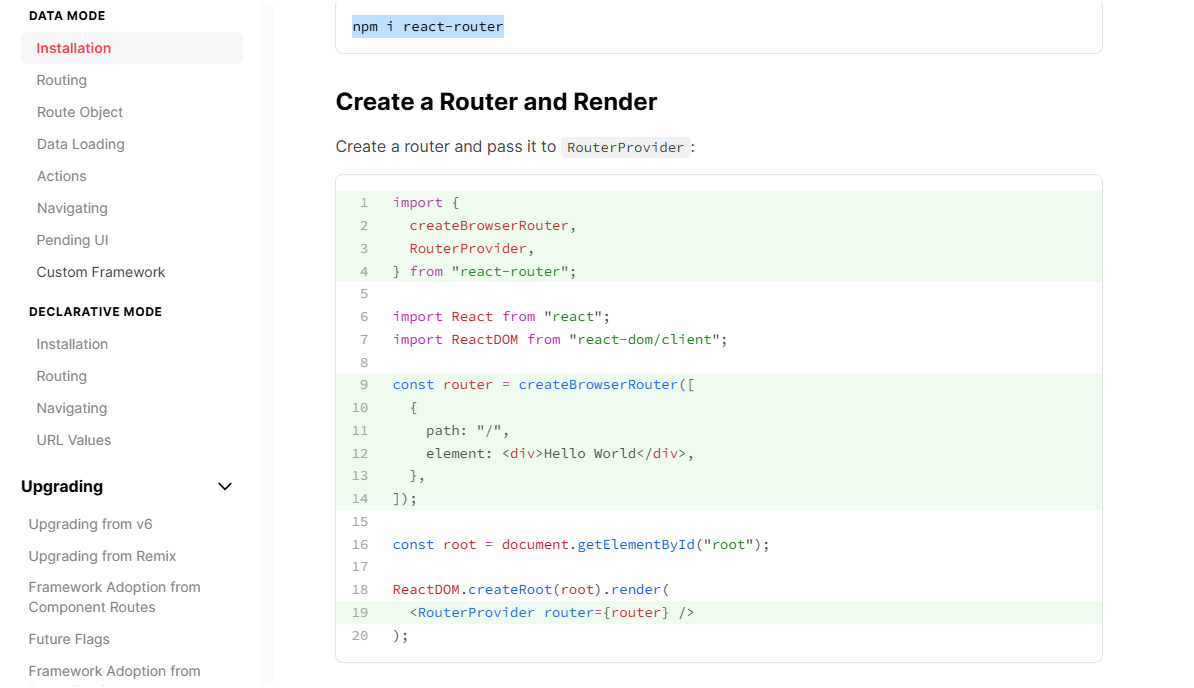 DATA MODE
Installation
Routing
Route Object
Data Loading
Actions
Navigating
Pending UI
Custom Framework
DECLARATIVE MODE
Installation
Routing
Navigating
URL Values
Upgrading
Upgrading from v6
Upgrading from Remix
Framework Adoption from
Component Routes
Future Flags
Framework Adoption from
npm i react-router
Create a Router and Render
Create a router and pass it to RouterProvider:
1 import {
2   createBrowserRouter,
3   RouterProvider,
4 } from "react-router";
5
6 import React from "react";
7 import ReactDOM from "react-dom/client";
8
9 const router = createBrowserRouter([
10   {
11     path: "/",
12     element: <div>Hello World</div>,
13   },
14 ]);
15
16 const root = document.getElementById("root");
17
18 ReactDOM.createRoot(root).render(
19   <RouterProvider router={router} />
20 );